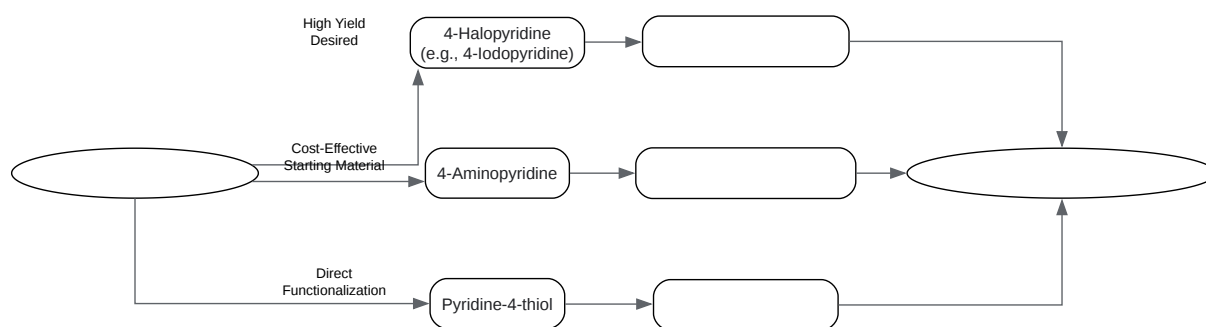 High Yield
Desired
4-Halopyridine
(e.g., 4-Iodopyridine)
Cost-Effective
Starting Material
4-Aminopyridine
Direct
Functionalization
Pyridine-4-thiol